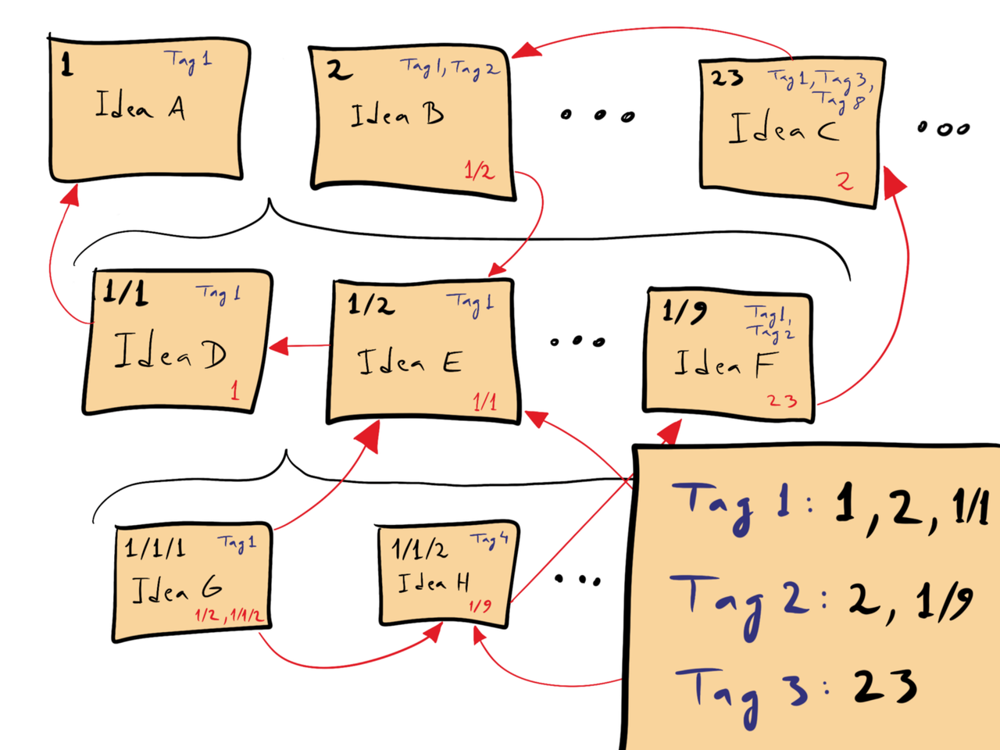 1 Tag 1
Idea A
2 Tag 1, Tag 2
Idea B
1/2
23 Tag 1, Tag 3,
Tag 8
Idea C
2
1/1 Tag 1
Idea D
1
1/2 Tag 1
Idea E
1/1
1/9 Tag 1,
Tag 2
Idea F
23
1/1/1 Tag 1
Idea G
1/2, 1/1/2
1/1/2 Tag 4
Idea H
1/9
Tag 1: 1, 2, 1/1
Tag 2: 2, 1/9
Tag 3: 23